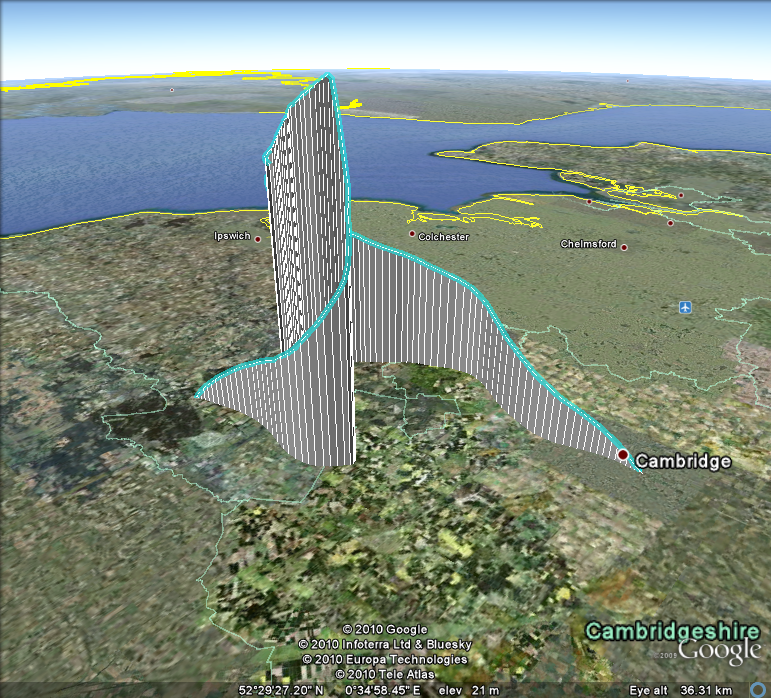 Ipswich
Colchester
Chelmsford
Cambridge
Cambridgeshire
© 2010 Google
© 2010 Infoterra Ltd & Bluesky
© 2010 Europa Technologies
© 2010 Tele Atlas
©2009 Google
52°29'27.20" N 0°34'58.45" E elev 21 m Eye alt 36.31 km